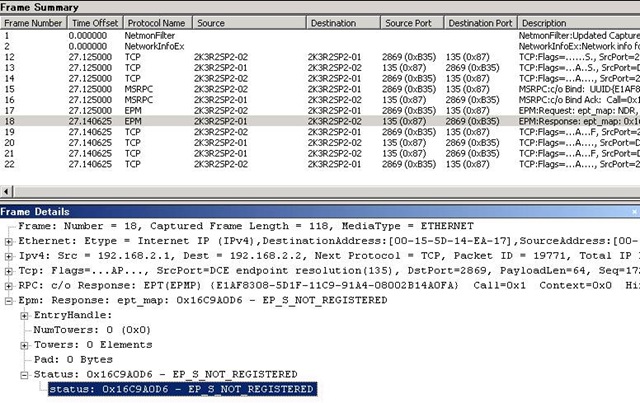 Frame Summary
Frame Number Time Offset Protocol Name Source Destination Source Port Destination Port Description
1 0.000000 NetmonFilter NetmonFilter:Updated Captur
2 0.000000 NetworkInfoEx NetworkInfoEx:Network info fo
12 27.125000 TCP 2K3R2SP2-02 2K3R2SP2-01 2869 (0xB35) 135 (0x87) TCP:Flags=......S., SrcPort=2
13 27.125000 TCP 2K3R2SP2-01 2K3R2SP2-02 135 (0x87) 2869 (0xB35) TCP:Flags=...A..S., SrcPort=
14 27.125000 TCP 2K3R2SP2-02 2K3R2SP2-01 2869 (0xB35) 135 (0x87) TCP:Flags=...A...., SrcPort=2
15 27.125000 MSRPC 2K3R2SP2-02 2K3R2SP2-01 2869 (0xB35) 135 (0x87) MSRPC:c/o Bind: UUID{E1AF8
16 27.125000 MSRPC 2K3R2SP2-01 2K3R2SP2-02 135 (0x87) 2869 (0xB35) MSRPC:c/o Bind Ack: Call=0x1
17 27.125000 EPM 2K3R2SP2-02 2K3R2SP2-01 2869 (0xB35) 135 (0x87) EPM:Request: ept_map: NDR,
18 27.140625 EPM 2K3R2SP2-01 2K3R2SP2-02 135 (0x87) 2869 (0xB35) EPM:Response: ept_map: 0x16
19 27.140625 TCP 2K3R2SP2-02 2K3R2SP2-01 2869 (0xB35) 135 (0x87) TCP:Flags=...A...F, SrcPort=2
20 27.140625 TCP 2K3R2SP2-01 2K3R2SP2-02 135 (0x87) 2869 (0xB35) TCP:Flags=...A...., SrcPort=
21 27.140625 TCP 2K3R2SP2-01 2K3R2SP2-02 135 (0x87) 2869 (0xB35) TCP:Flags=...A...F, SrcPort=
22 27.140625 TCP 2K3R2SP2-02 2K3R2SP2-01 2869 (0xB35) 135 (0x87) TCP:Flags=...A...., SrcPort=2
Frame Details
Frame: Number = 18, Captured Frame Length = 118, MediaType = ETHERNET
Ethernet: Etype = Internet IP (IPv4),DestinationAddress:[00-15-5D-14-EA-17],SourceAddress:[00-
Ipv4: Src = 192.168.2.1, Dest = 192.168.2.2, Next Protocol = TCP, Packet ID = 19771, Total IP
Tcp: Flags=...AP..., SrcPort=DCE endpoint resolution(135), DstPort=2869, PayloadLen=64, Seq=17
RPC: c/o Response: EPT(EPMP) {E1AF8308-5D1F-11C9-91A4-08002B14A0FA} Call=0x1 Context=0x0 Hi
Epm: Response: ept_map: 0x16C9A0D6 - EP_S_NOT_REGISTERED
EntryHandle:
NumTowers: 0 (0x0)
Towers: 0 Elements
Pad: 0 Bytes
Status: 0x16C9A0D6 - EP_S_NOT_REGISTERED
status: 0x16C9A0D6 - EP_S_NOT_REGISTERED